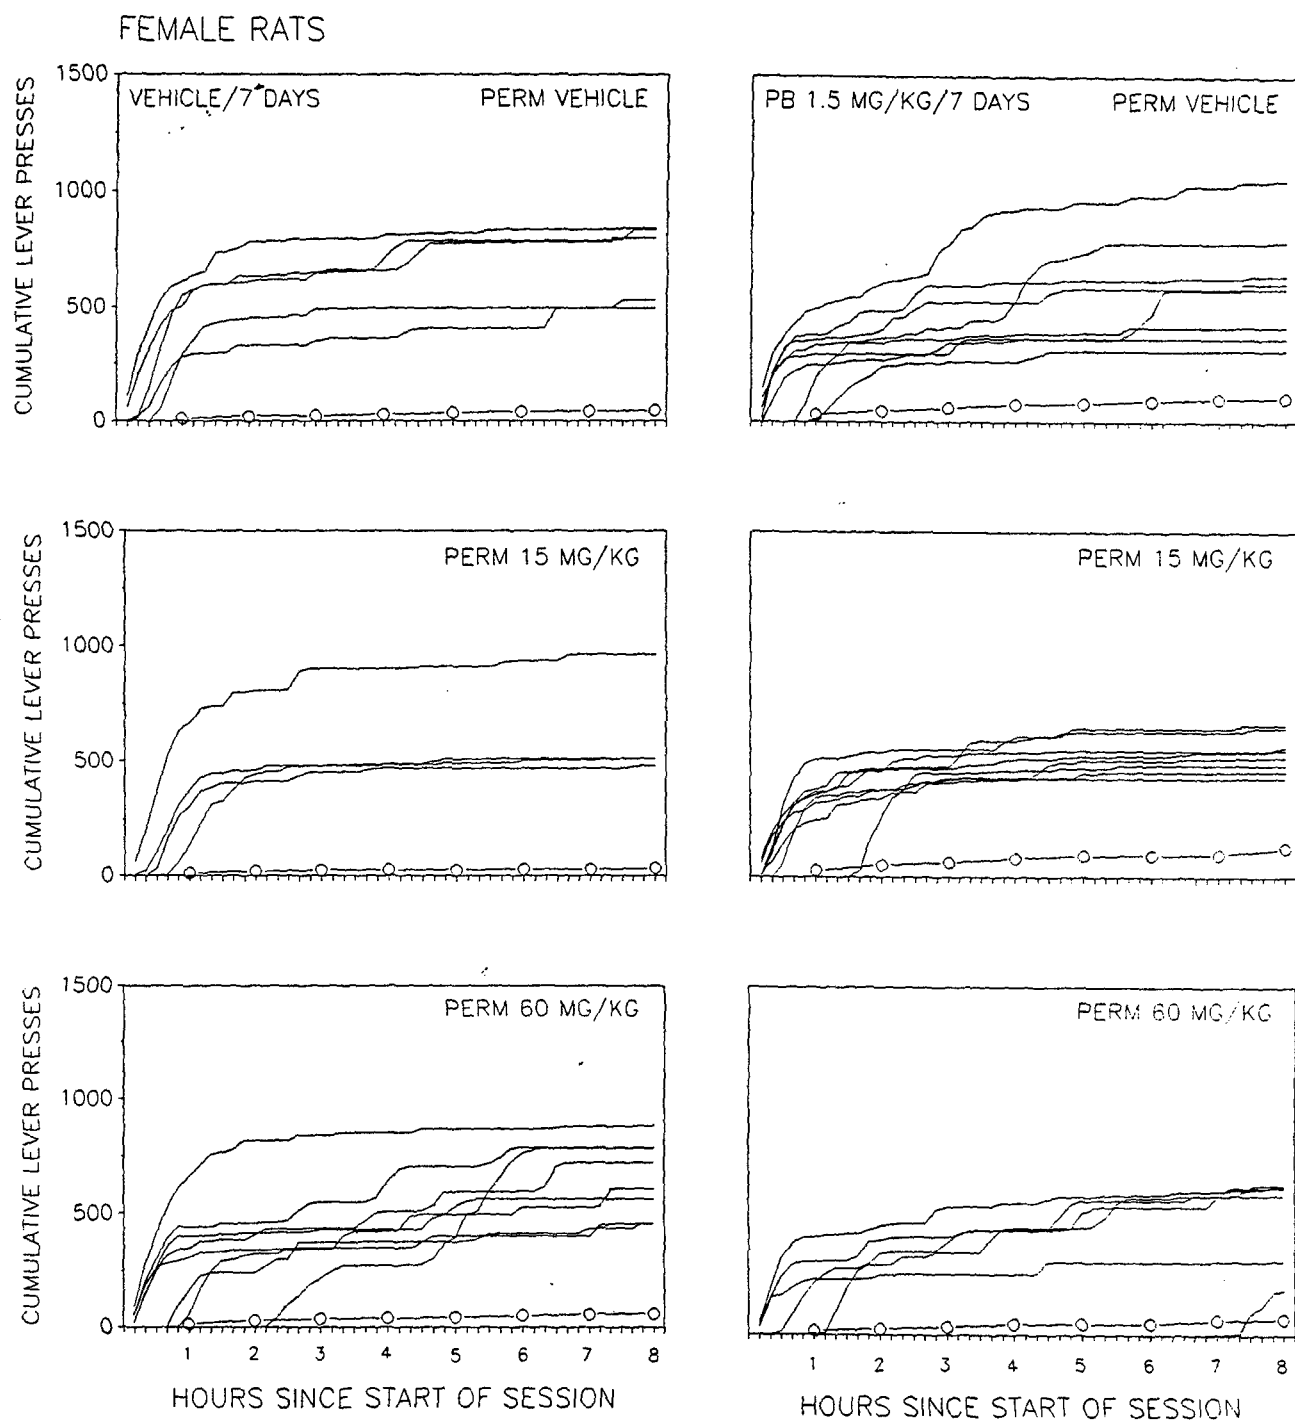 FEMALE RATS
CUMULATIVE LEVER PRESSES
1500
1000
500
0
VEHICLE/7 DAYS
PERM VEHICLE
PB 1.5 MG/KG/7 DAYS
PERM VEHICLE
CUMULATIVE LEVER PRESSES
1500
1000
500
0
PERM 15 MG/KG
PERM 15 MG/KG
CUMULATIVE LEVER PRESSES
1500
1000
500
0
PERM 60 MG/KG
PERM 60 MG/KG
1 2 3 4 5 6 7 8
HOURS SINCE START OF SESSION
1 2 3 4 5 6 7 8
HOURS SINCE START OF SESSION